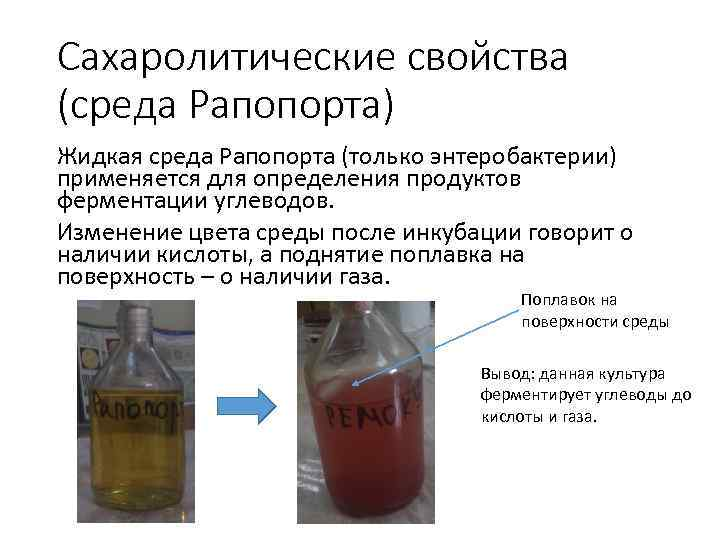 Сахаролитические свойства
(среда Рапопорта)
Жидкая среда Рапопорта (только энтеробактерии)
применяется для определения продуктов
ферментации углеводов.
Изменение цвета среды после инкубации говорит о
наличии кислоты, а поднятие поплавка на
поверхность – о наличии газа.
Поплавок на
поверхности среды
Вывод: данная культура
ферментирует углеводы до
кислоты и газа.
Рапопорт